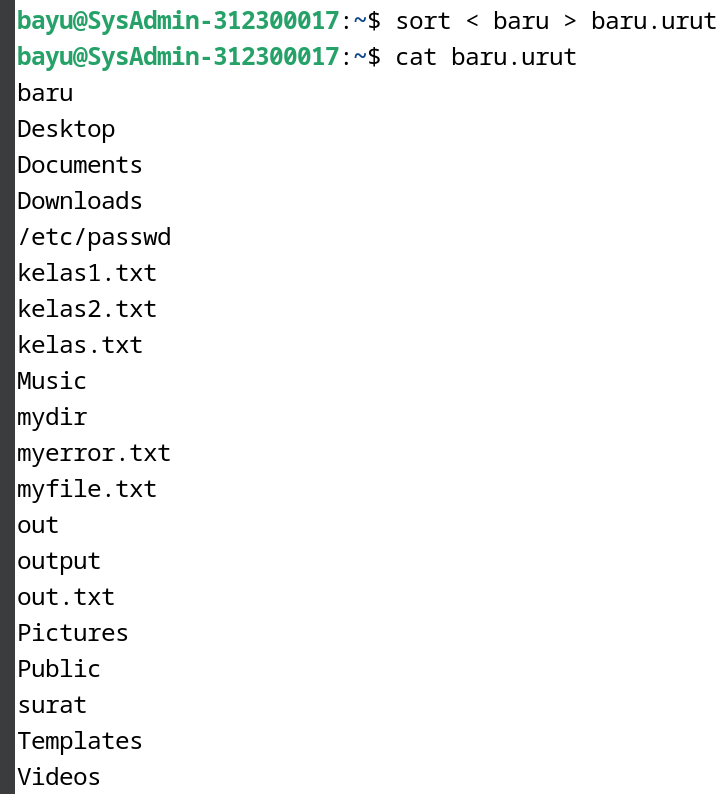 bayu@SysAdmin-312300017:~$ sort < baru > baru.urut
bayu@SysAdmin-312300017:~$ cat baru.urut
baru
Desktop
Documents
Downloads
/etc/passwd
kelas1.txt
kelas2.txt
kelas.txt
Music
mydir
myerror.txt
myfile.txt
out
output
out.txt
Pictures
Public
surat
Templates
Videos